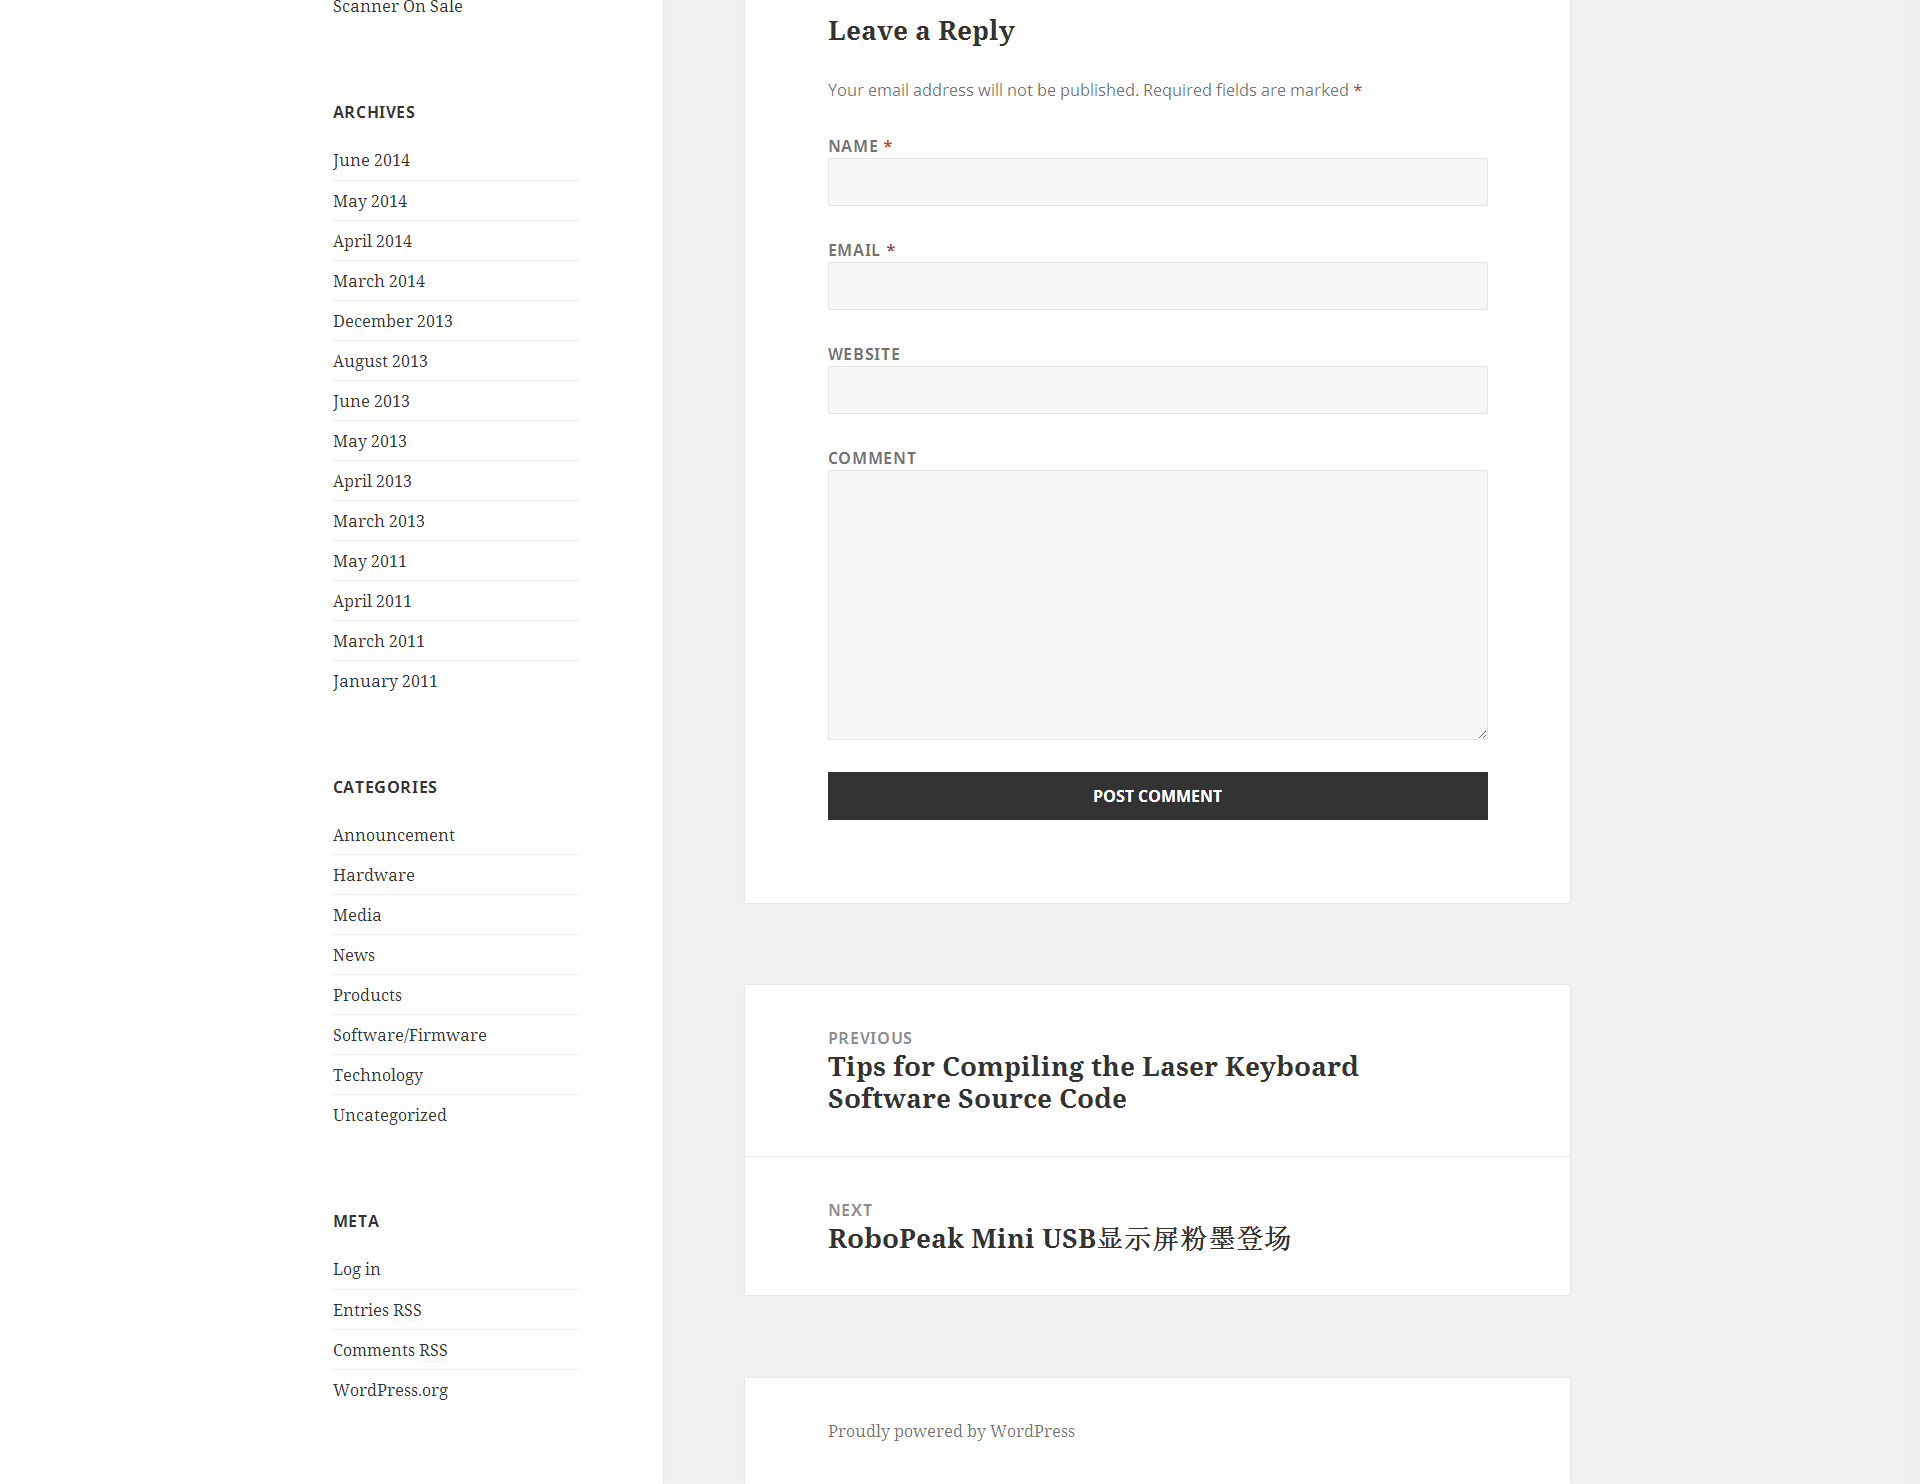 Scanner On Sale
ARCHIVES
June 2014
May 2014
April 2014
March 2014
December 2013
August 2013
June 2013
May 2013
April 2013
March 2013
May 2011
April 2011
March 2011
January 2011
CATEGORIES
Announcement
Hardware
Media
News
Products
Software/Firmware
Technology
Uncategorized
META
Log in
Entries RSS
Comments RSS
WordPress.org
Leave a Reply
Your email address will not be published. Required fields are marked *
NAME *
EMAIL *
WEBSITE
COMMENT
POST COMMENT
PREVIOUS
Tips for Compiling the Laser Keyboard
Software Source Code
NEXT
RoboPeak Mini USB显示屏粉墨登场
Proudly powered by WordPress